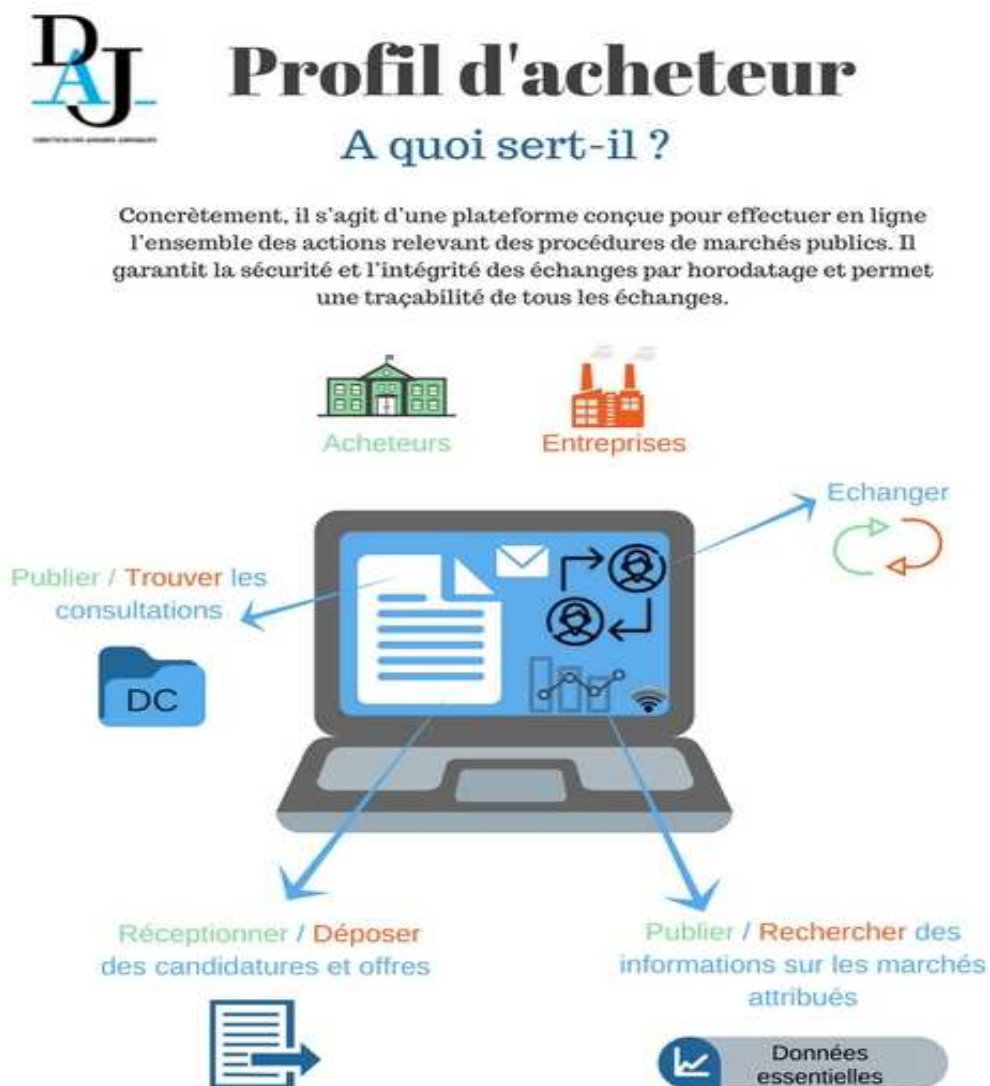 DAJ
Profil d'acheteur
A quoi sert-il ?
Concrètement, il s'agit d'une plateforme conçue pour effectuer en ligne
l'ensemble des actions relevant des procédures de marchés publics. Il
garantit la sécurité et l'intégrité des échanges par horodatage et permet
une traçabilité de tous les échanges.
Acheteurs
Entreprises
Echanger
Publier / Trouver les
consultations
DC
Réceptionner / Déposer
des candidatures et offres
Publier / Rechercher des
informations sur les marchés
attribués
Données
essentielles